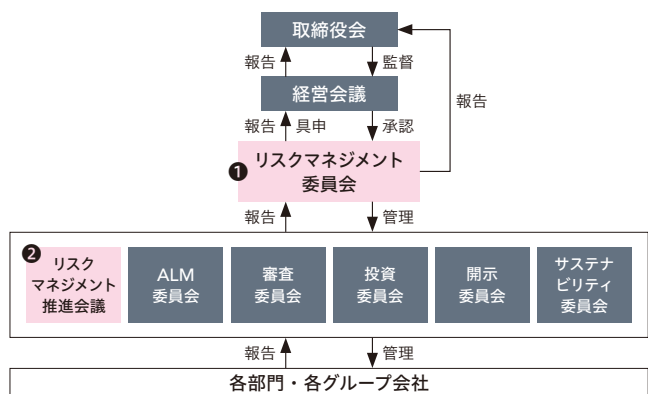 取締役会
報告
監督
経営会議
報告
報告
具申
承認
❶
リスクマネジメント
委員会
報告
管理
❷
リスク
マネジメント
推進会議
ALM
委員会
審査
委員会
投資
委員会
開示
委員会
サステナ
ビリティ
委員会
報告
管理
各部門・各グループ会社